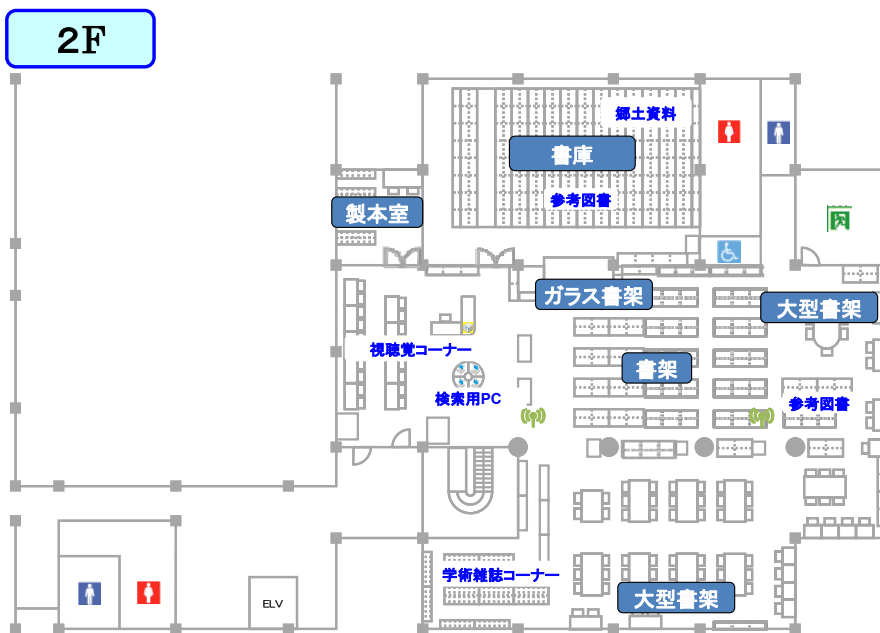 2F
郷土資料
書庫
参考図書
製本室
ガラス書架
大型書架
視聴覚コーナー
書架
検索用PC
参考図書
学術雑誌コーナー
大型書架
ELV